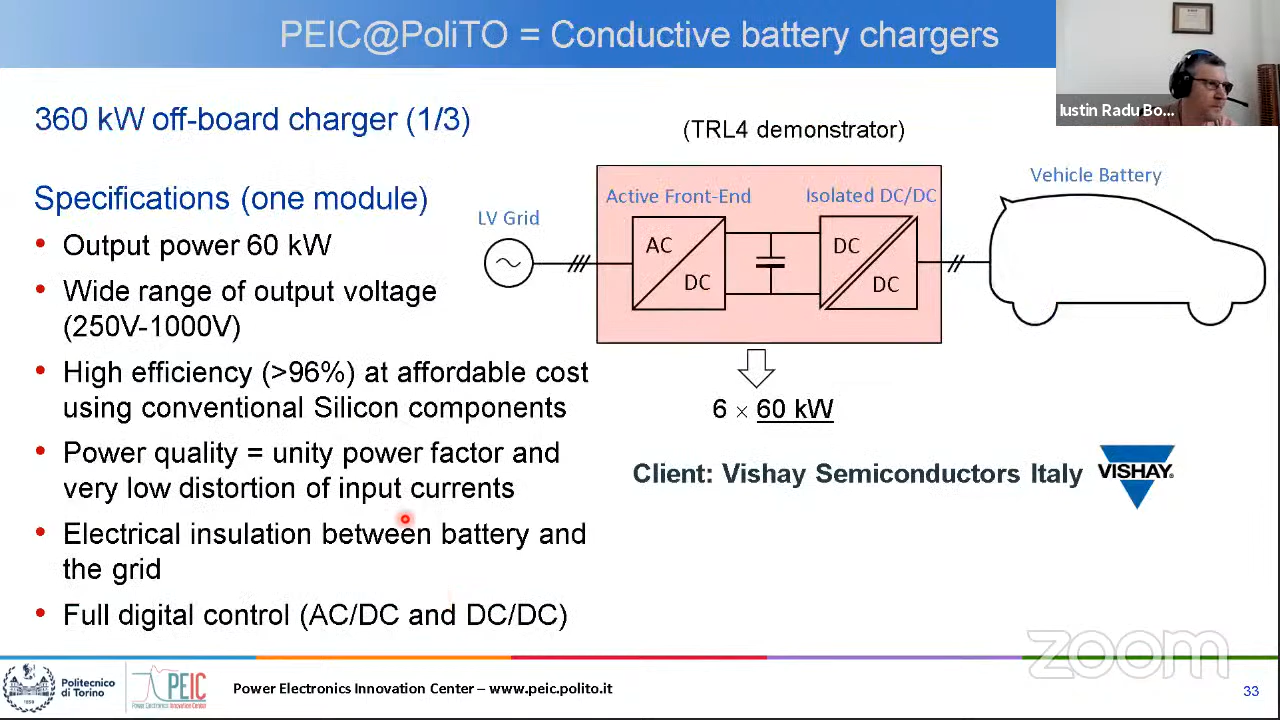 PEIC@PoliTO = Conductive battery chargers
Iustin Radu Bo...
360 kW off-board charger (1/3)
(TRL4 demonstrator)
Specifications (one module)
• Output power 60 kW
• Wide range of output voltage
(250V-1000V)
• High efficiency (>96%) at affordable cost
using conventional Silicon components
• Power quality = unity power factor and
very low distortion of input currents
• Electrical insulation between battery and
the grid
• Full digital control (AC/DC and DC/DC)
LV Grid
Active Front-End
Isolated DC/DC
Vehicle Battery
AC
DC
DC
DC
6 × 60 kW
Client: Vishay Semiconductors Italy
VISHAY®
zoom
Politecnico
di Torino
1859
PEIC
Power Electronics Innovation Center
Power Electronics Innovation Center – www.peic.polito.it
33